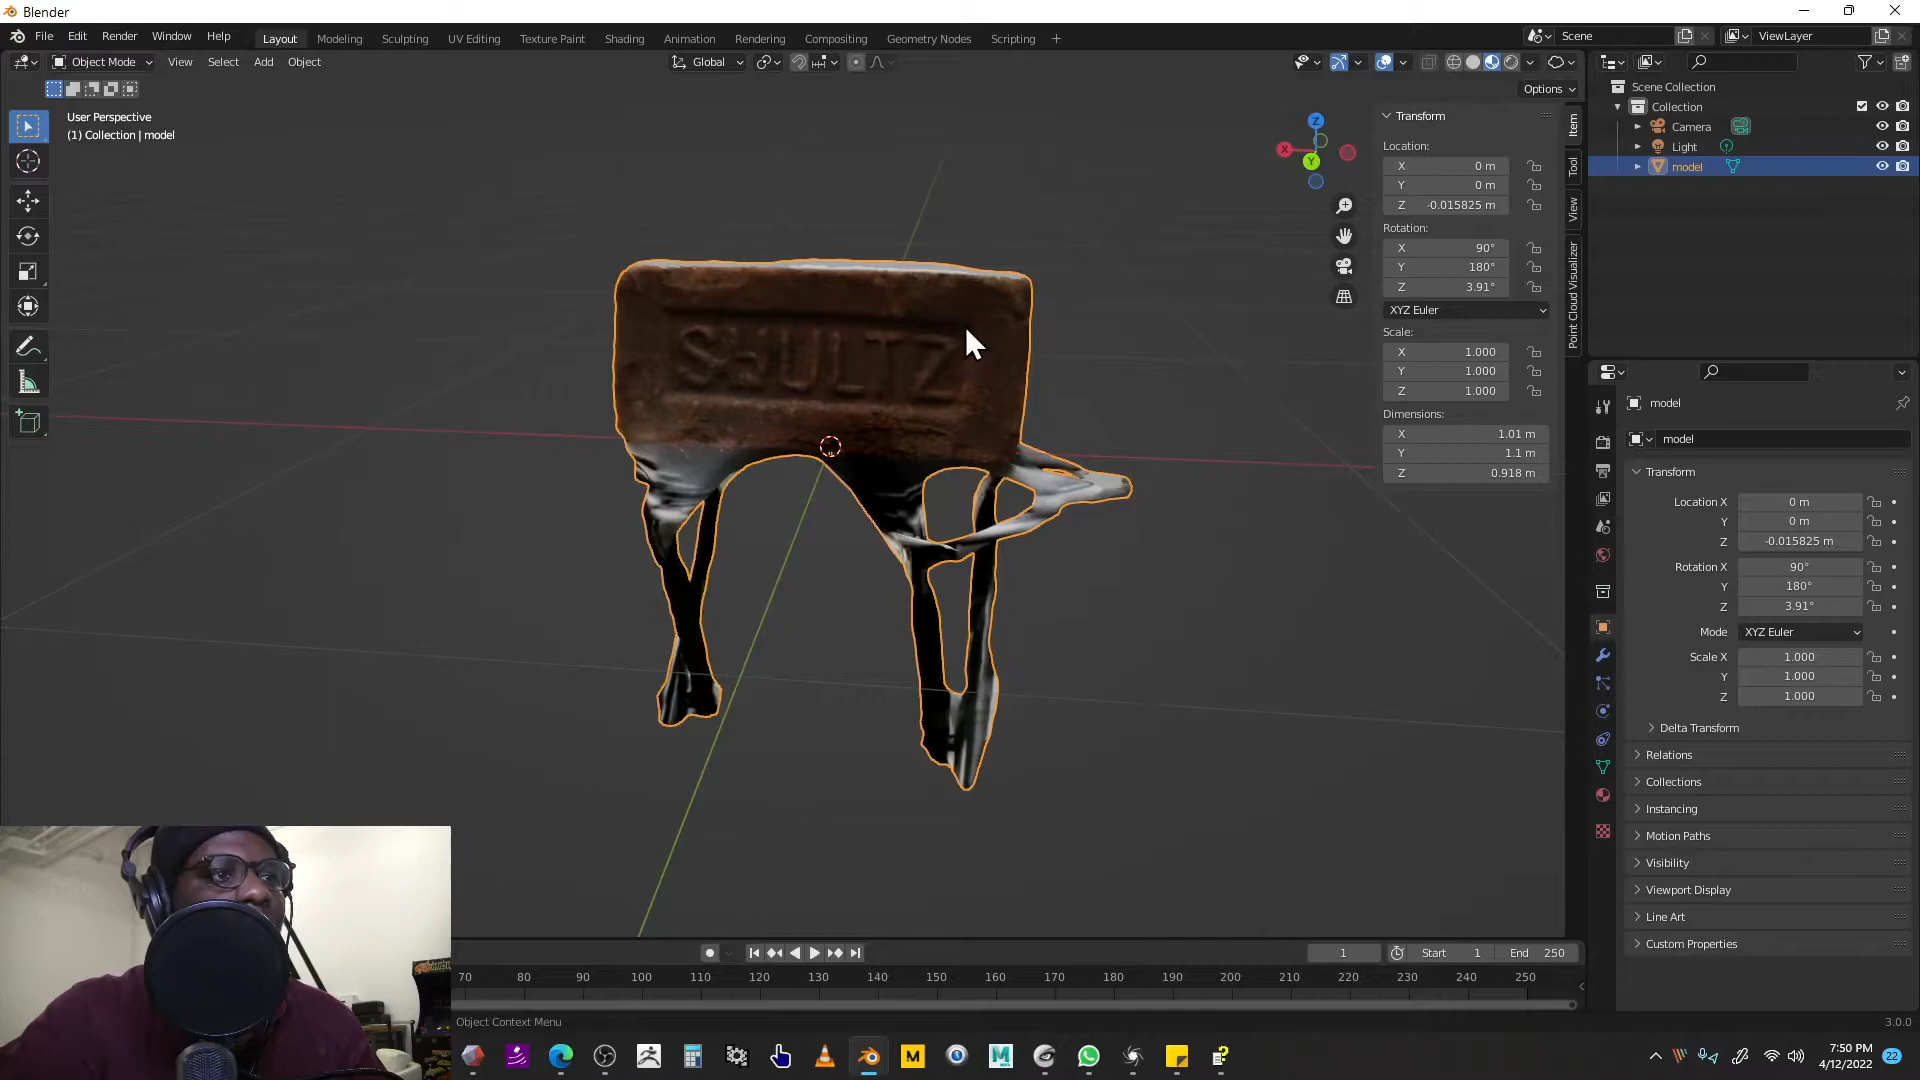 Blender
File Edit Render Window Help
Layout Modeling Sculpting UV Editing Texture Paint Shading Animation Rendering Compositing Geometry Nodes Scripting +
Scene
ViewLayer
Object Mode View Select Add Object
Global
Options
User Perspective
(1) Collection | model
Z
X
Y
Transform
Location:
X 0 m
Y 0 m
Z -0.015825 m
Rotation:
X 90°
Y 180°
Z 3.91°
XYZ Euler
Scale:
X 1.000
Y 1.000
Z 1.000
Dimensions:
X 1.01 m
Y 1.1 m
Z 0.918 m
Item
Tool
View
Point Cloud Visualizer
Scene Collection
Collection
Camera
Light
model
model
model
Transform
Location X 0 m
Y 0 m
Z -0.015825 m
Rotation X 90°
Y 180°
Z 3.91°
Mode XYZ Euler
Scale X 1.000
Y 1.000
Z 1.000
Delta Transform
Relations
Collections
Instancing
Motion Paths
Visibility
Viewport Display
Line Art
Custom Properties
1 Start 1 End 250
70 80 90 100 110 120 130 140 150 160 170 180 190 200 210 220 230 240 250
Object Context Menu
3.0.0
7:50 PM
4/12/2022
22